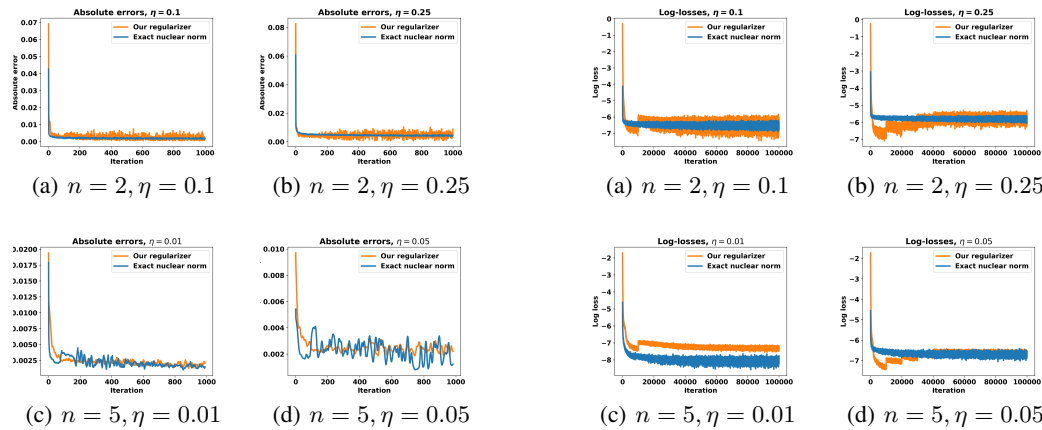 Absolute errors, η = 0.1
Our regularizer
Exact nuclear norm
Absolute error
0.07
0.06
0.05
0.04
0.03
0.02
0.01
0.00
0 200 400 600 800 1000
Iteration
(a) n = 2, η = 0.1
Absolute errors, η = 0.25
Our regularizer
Exact nuclear norm
Absolute error
0.08
0.06
0.04
0.02
0.00
0 200 400 600 800 1000
Iteration
(b) n = 2, η = 0.25
Log-losses, η = 0.1
Our regularizer
Exact nuclear norm
Log loss
0
−1
−2
−3
−4
−5
−6
−7
0 20000 40000 60000 80000 100000
Iteration
(a) n = 2, η = 0.1
Log-losses, η = 0.25
Our regularizer
Exact nuclear norm
Log loss
0
−1
−2
−3
−4
−5
−6
−7
0 20000 40000 60000 80000 100000
Iteration
(b) n = 2, η = 0.25
Absolute errors, η = 0.01
Our regularizer
Exact nuclear norm
0.0200
0.0175
0.0150
0.0125
0.0100
0.0075
0.0050
0.0025
0 200 400 600 800 1000
Iteration
(c) n = 5, η = 0.01
Absolute errors, η = 0.05
Our regularizer
Exact nuclear norm
0.010
0.008
0.006
0.004
0.002
0 200 400 600 800 1000
Iteration
(d) n = 5, η = 0.05
Log-losses, η = 0.01
Our regularizer
Exact nuclear norm
Log loss
−2
−3
−4
−5
−6
−7
−8
0 20000 40000 60000 80000 100000
Iteration
(c) n = 5, η = 0.01
Log-losses, η = 0.05
Our regularizer
Exact nuclear norm
Log loss
−2
−3
−4
−5
−6
−7
0 20000 40000 60000 80000 100000
Iteration
(d) n = 5, η = 0.05